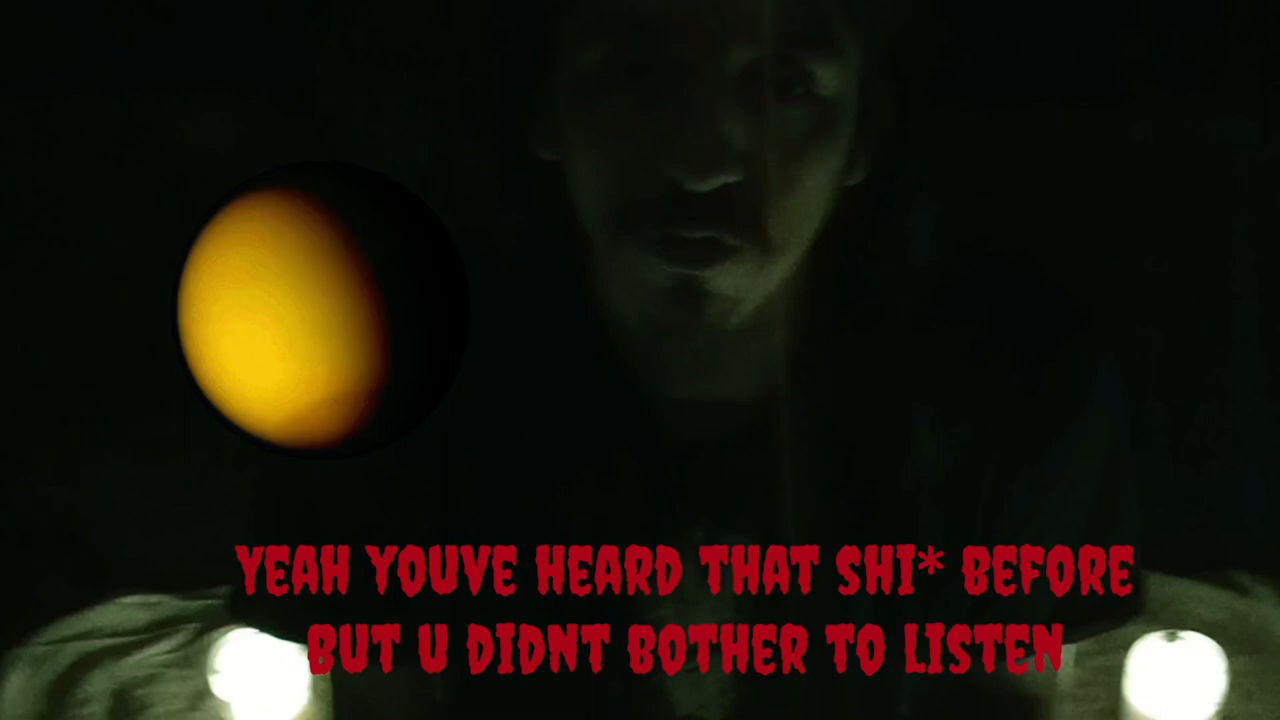 YEAH YOUVE HEARD THAT SHI* BEFORE
BUT U DIDNT BOTHER TO LISTEN